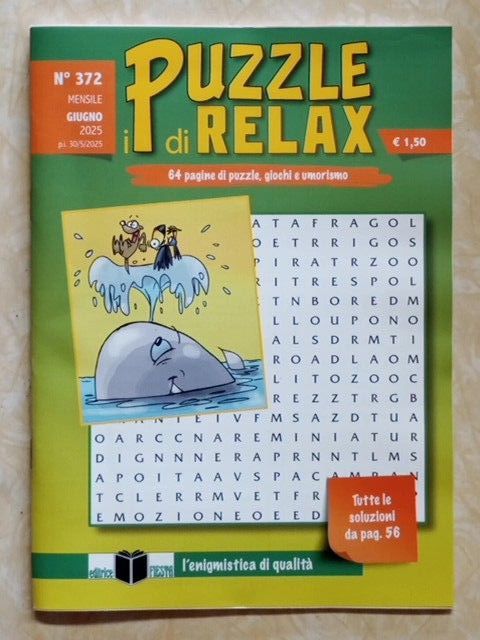 N° 372
MENSILE
GIUGNO
2025
p.i. 30/5/2025
i PUZZLE
di RELAX
€ 1,50
64 pagine di puzzle, giochi e umorismo
A T A F R A G O L
O E T R R I G O S
P I R A T R Z O O
R I T R E S P O L
E T N B O R E D M
L L O U P O N O
A L S D R M T I
R O A D L A O M
L I T O Z O O C
R E Z Z T R G B
T E I V F M S A Z D T U A
O A R C C N A R E M I N I A T U R
D I G N N N E R A P R N N T L M S
A P O I T A A V S P A C A M P A N
T C L E R R M V E T F R
E M O Z I O N E O E E D
Tutte le
soluzioni
da pag. 56
editrice FIESTA
l'enigmistica di qualità